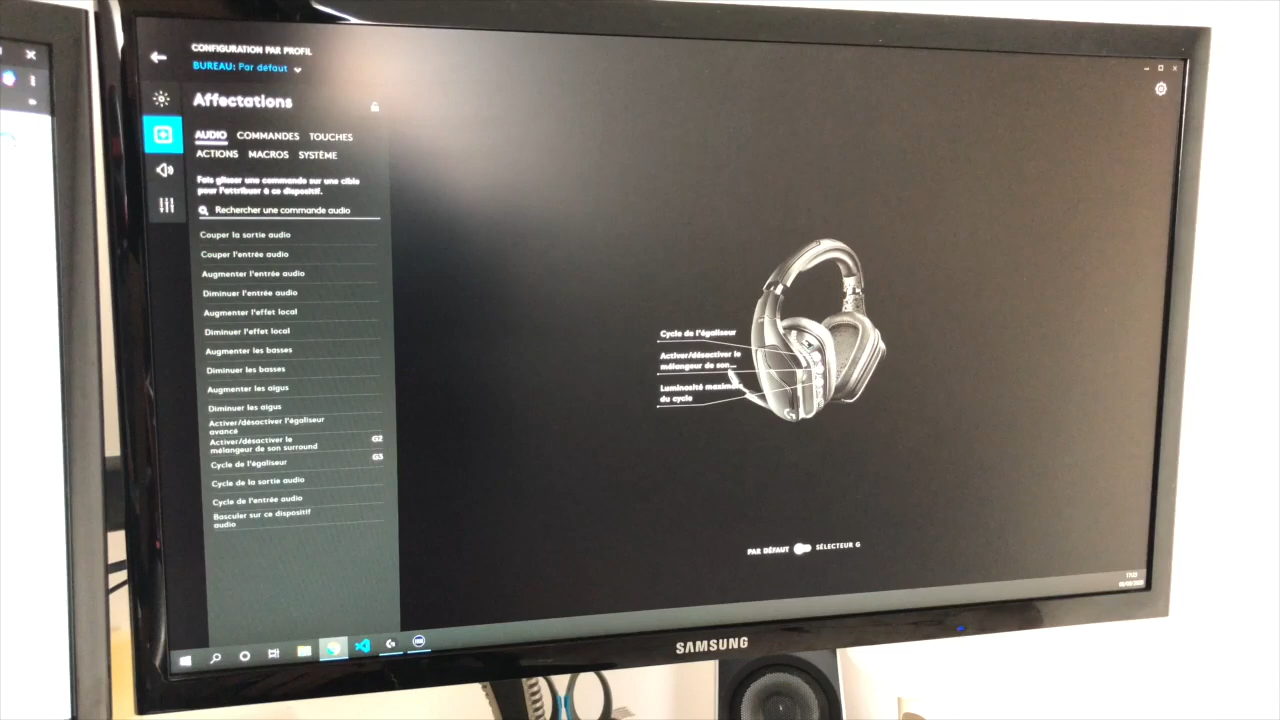 CONFIGURATION PAR PROFIL
BUREAU: Par défaut
Affectations
AUDIO COMMANDES TOUCHES
ACTIONS MACROS SYSTÈME
Fais glisser une commande sur une cible
pour l'attribuer à ce dispositif.
Rechercher une commande audio
Couper la sortie audio
Couper l'entrée audio
Augmenter l'entrée audio
Diminuer l'entrée audio
Augmenter l'effet local
Diminuer l'effet local
Augmenter les basses
Diminuer les basses
Augmenter les aigus
Diminuer les aigus
Activer/désactiver l'égaliseur
avancé
Activer/désactiver le
mélangeur de son surround
G2
Cycle de l'égaliseur
G3
Cycle de la sortie audio
Cycle de l'entrée audio
Basculer sur ce dispositif
audio
Cycle de l'égaliseur
Activer/désactiver le
mélangeur de son...
Luminosité maximale
du cycle
PAR DÉFAUT SÉLECTEUR G
SAMSUNG